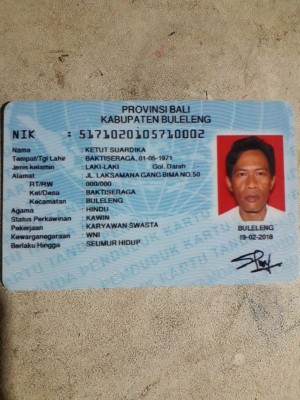 PROVINSI BALI
KABUPATEN BULELENG
NIK : 5171020105710002
Nama : KETUT SUARDIKA
Tempat/Tgl Lahir : BAKTISERAGA, 01-05-1971
Jenis kelamin : LAKI-LAKI Gol. Darah :
Alamat : JL. LAKSAMANA GANG BIMA NO.50
RT/RW : 000/000
Kel/Desa : BAKTISERAGA
Kecamatan : BULELENG
Agama : HINDU
Status Perkawinan : KAWIN
Pekerjaan : KARYAWAN SWASTA
Kewarganegaraan : WNI
Berlaku Hingga : SEUMUR HIDUP
BULELENG
19-02-2018